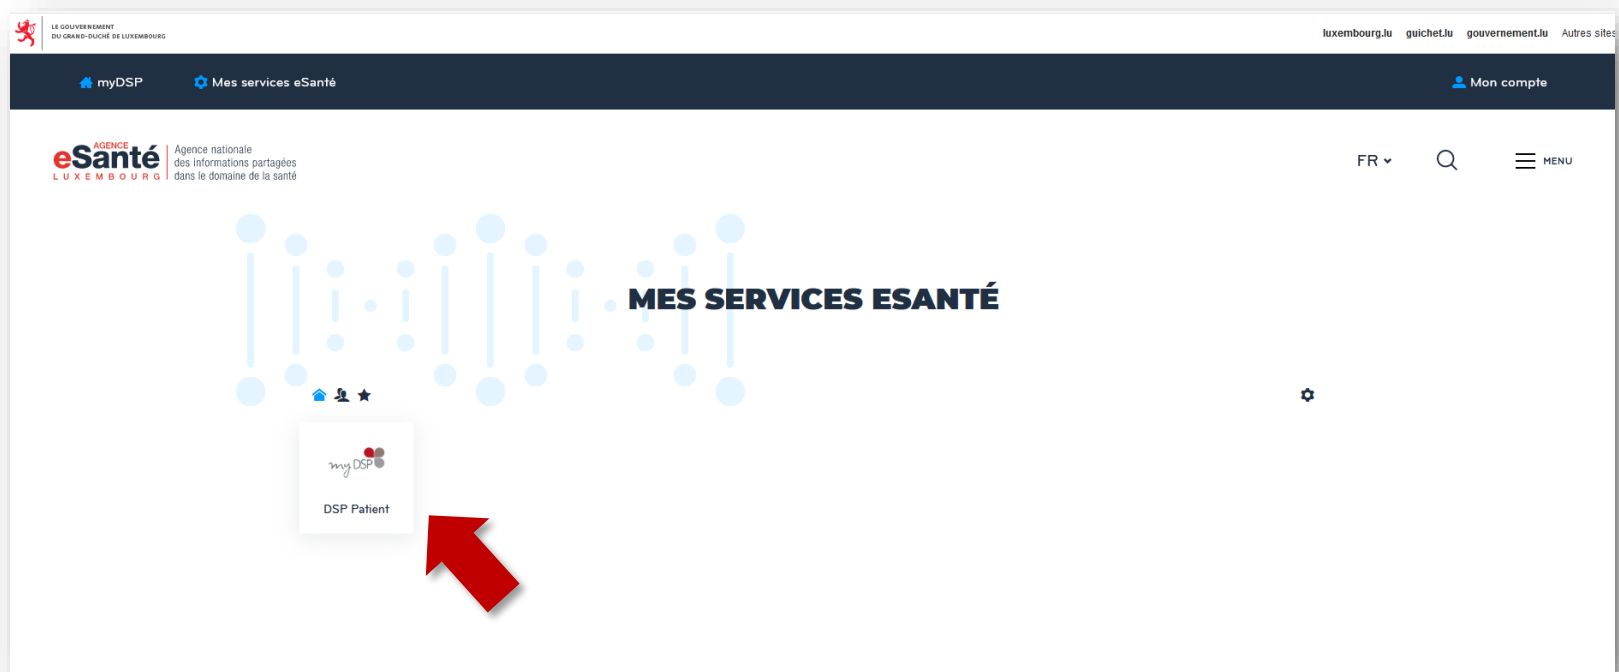 LE GOUVERNEMENT
DU GRAND-DUCHÉ DE LUXEMBOURG
luxembourg.lu guichet.lu gouvernement.lu Autres sites
myDSP Mes services eSanté Mon compte
AGENCE
eSanté
LUXEMBOURG
Agence nationale
des informations partagées
dans le domaine de la santé
FR MENU
MES SERVICES ESANTÉ
my DSP
DSP Patient